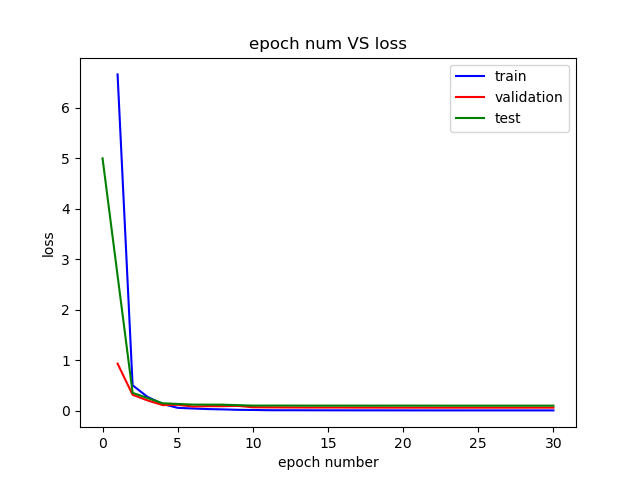 epoch num VS loss
train
validation
test
6
5
4
3
2
1
0
loss
0 5 10 15 20 25 30
epoch number